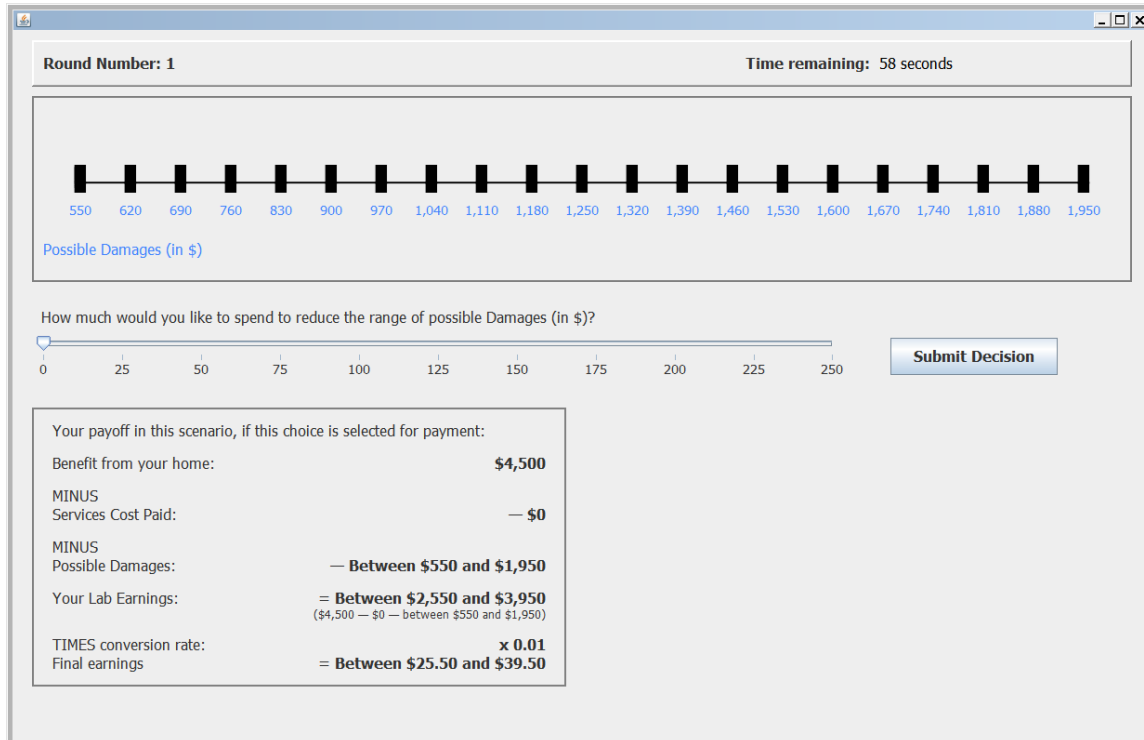 Round Number: 1 Time remaining: 58 seconds
550 620 690 760 830 900 970 1,040 1,110 1,180 1,250 1,320 1,390 1,460 1,530 1,600 1,670 1,740 1,810 1,880 1,950
Possible Damages (in $)
How much would you like to spend to reduce the range of possible Damages (in $)?
Submit Decision
0 25 50 75 100 125 150 175 200 225 250
Your payoff in this scenario, if this choice is selected for payment:
Benefit from your home: $4,500
MINUS
Services Cost Paid: — $0
MINUS
Possible Damages: — Between $550 and $1,950
Your Lab Earnings: = Between $2,550 and $3,950
($4,500 — $0 — between $550 and $1,950)
TIMES conversion rate: x 0.01
Final earnings = Between $25.50 and $39.50